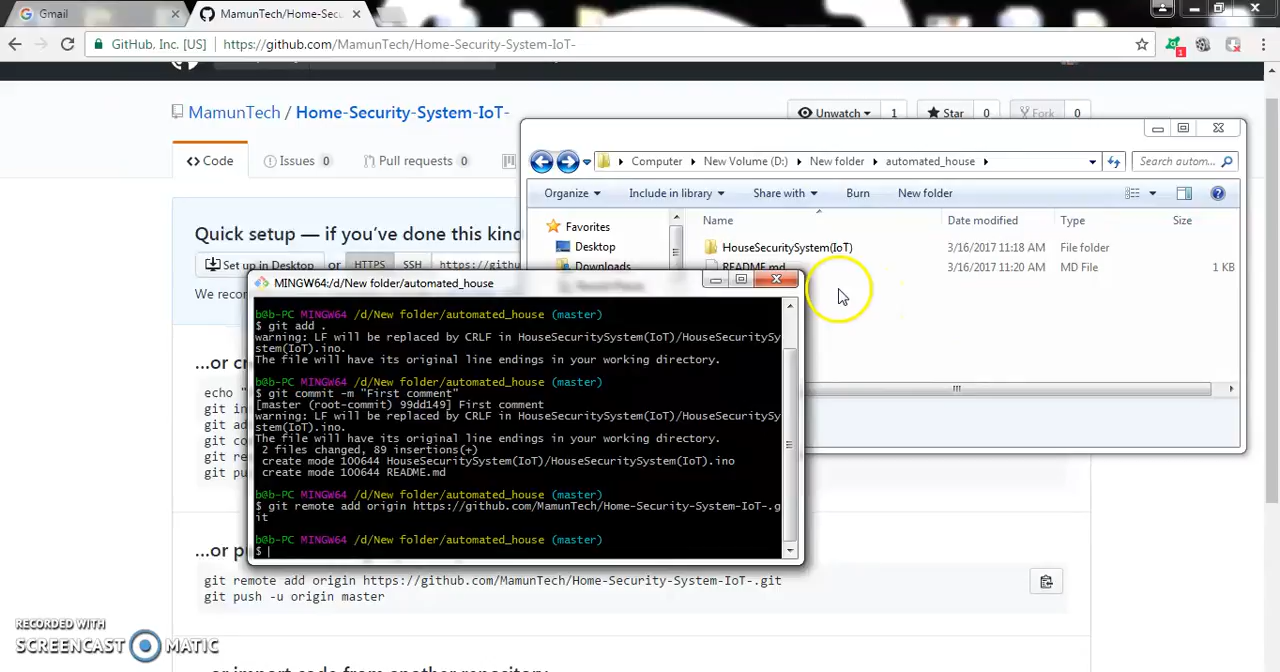 Gmail
MamunTech/Home-Secu
GitHub, Inc. [US]
https://github.com/MamunTech/Home-Security-System-IoT-
1
MamunTech / Home-Security-System-IoT-
Unwatch 1
Star 0
Fork 0
Code
Issues 0
Pull requests 0
Quick setup — if you've done this kind
Set up in Desktop
HTTPS
SSH
https://githu
We recor
...or cr
echo "
git in
git ad
git co
git re
git pus
...or p
git remote add origin https://github.com/MamunTech/Home-Security-System-IoT-.git
git push -u origin master
...or import code from another repository
Computer
New Volume (D:)
New folder
automated_house
Search autom...
Organize
Include in library
Share with
Burn
New folder
Favorites
Desktop
Downloads
Name
Date modified
Type
Size
HouseSecuritySystem(IoT)
3/16/2017 11:18 AM
File folder
README.md
3/16/2017 11:20 AM
MD File
1 KB
MINGW64:/d/New folder/automated_house
b@b-PC MINGW64 /d/New folder/automated_house (master)
$ git add .
warning: LF will be replaced by CRLF in HouseSecuritySystem(IoT)/HouseSecuritySy
stem(IoT).ino.
The file will have its original line endings in your working directory.
b@b-PC MINGW64 /d/New folder/automated_house (master)
$ git commit -m "First comment"
[master (root-commit) 99dd149] First comment
warning: LF will be replaced by CRLF in HouseSecuritySystem(IoT)/HouseSecuritySy
stem(IoT).ino.
The file will have its original line endings in your working directory.
2 files changed, 89 insertions(+)
create mode 100644 HouseSecuritySystem(IoT)/HouseSecuritySystem(IoT).ino
create mode 100644 README.md
b@b-PC MINGW64 /d/New folder/automated_house (master)
$ git remote add origin https://github.com/MamunTech/Home-Security-System-IoT-.g
it
b@b-PC MINGW64 /d/New folder/automated_house (master)
$
RECORDED WITH
SCREENCAST MATIC